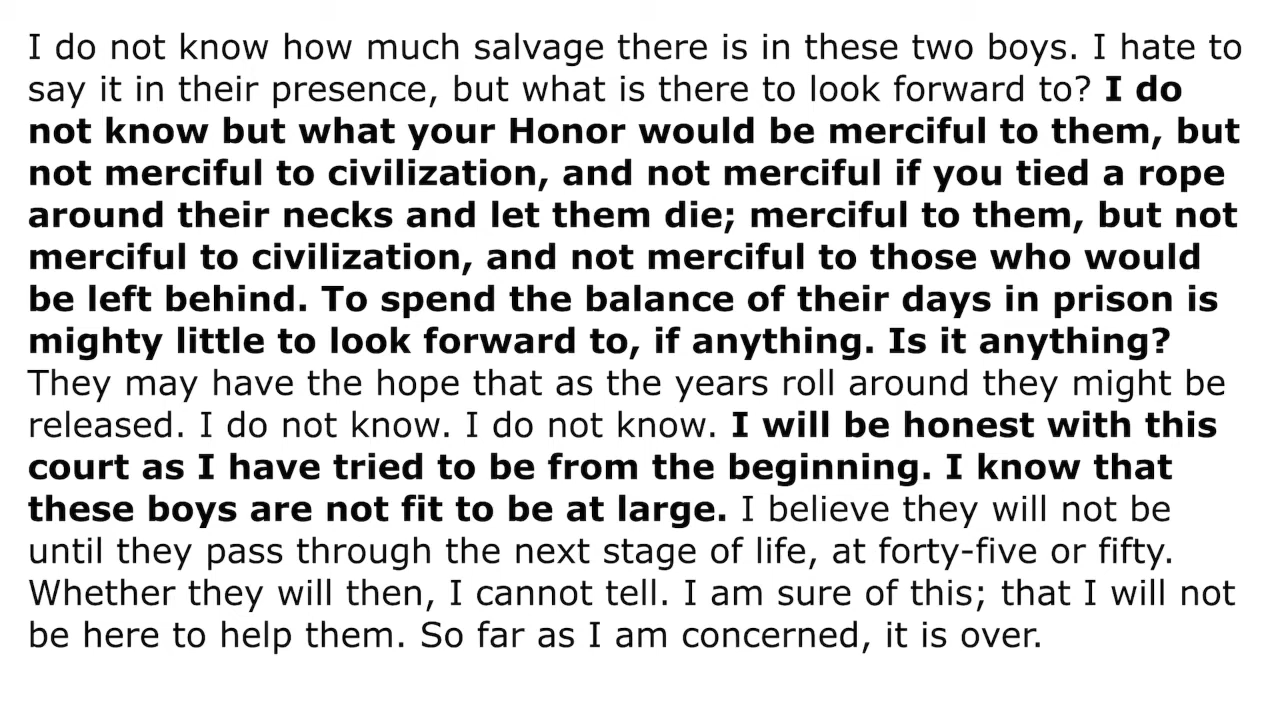 I do not know how much salvage there is in these two boys. I hate to
say it in their presence, but what is there to look forward to? I do
not know but what your Honor would be merciful to them, but
not merciful to civilization, and not merciful if you tied a rope
around their necks and let them die; merciful to them, but not
merciful to civilization, and not merciful to those who would
be left behind. To spend the balance of their days in prison is
mighty little to look forward to, if anything. Is it anything?
They may have the hope that as the years roll around they might be
released. I do not know. I do not know. I will be honest with this
court as I have tried to be from the beginning. I know that
these boys are not fit to be at large. I believe they will not be
until they pass through the next stage of life, at forty-five or fifty.
Whether they will then, I cannot tell. I am sure of this; that I will not
be here to help them. So far as I am concerned, it is over.